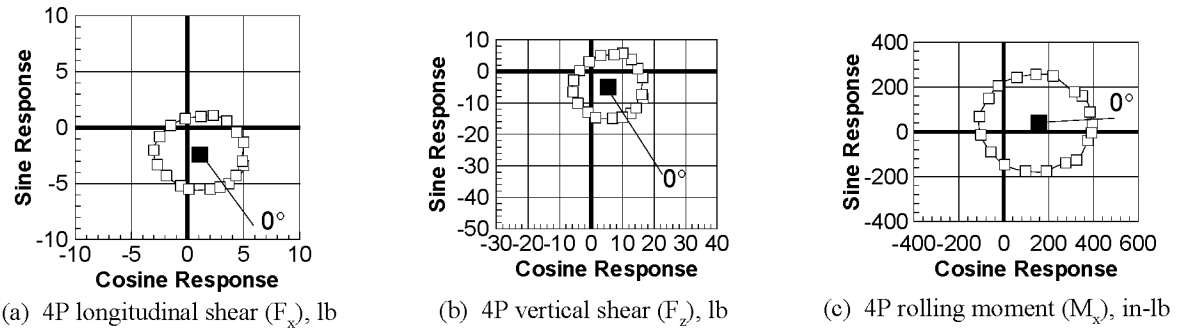 10
5
0
-5
-10
-10 -5 0 5 10
Sine Response
Cosine Response
0°
(a) 4P longitudinal shear (Fx), lb
10
0
-10
-20
-30
-40
-50
-30 -20 -10 0 10 20 30 40
Sine Response
Cosine Response
0°
(b) 4P vertical shear (Fz), lb
400
200
0
-200
-400
-400 -200 0 200 400 600
Sine Response
Cosine Response
0°
(c) 4P rolling moment (Mx), in-lb